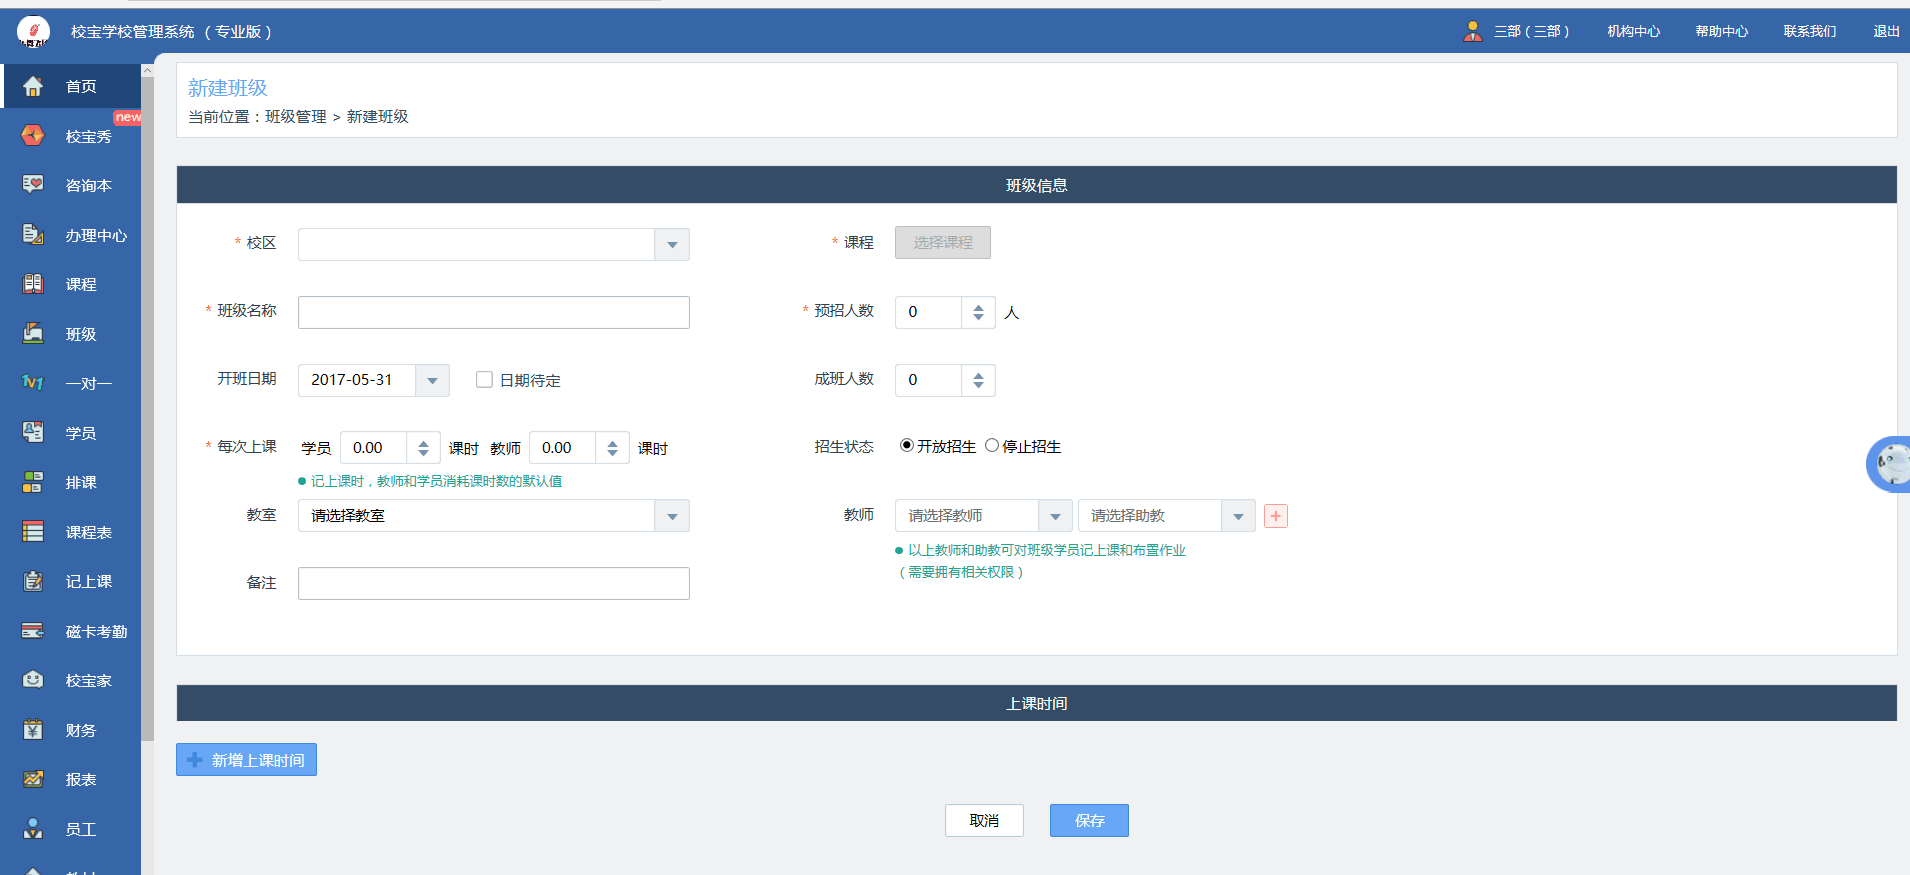 校宝学校管理系统 （专业版）
三部（三部） 机构中心 帮助中心 联系我们 退出
首页
new
校宝秀
咨询本
办理中心
课程
班级
1V1 一对一
学员
排课
课程表
记上课
磁卡考勤
校宝家
财务
报表
员工
新建班级
当前位置：班级管理 > 新建班级
班级信息
* 校区
* 课程 选择课程
* 班级名称
* 预招人数 0 人
开班日期 2017-05-31 日期待定
成班人数 0
* 每次上课 学员 0.00 课时 教师 0.00 课时
招生状态 开放招生 停止招生
记上课时，教师和学员消耗课时数的默认值
教室 请选择教室
教师 请选择教师 请选择助教 +
以上教师和助教可对班级学员记上课和布置作业
（需要拥有相关权限）
备注
上课时间
新增上课时间
取消 保存